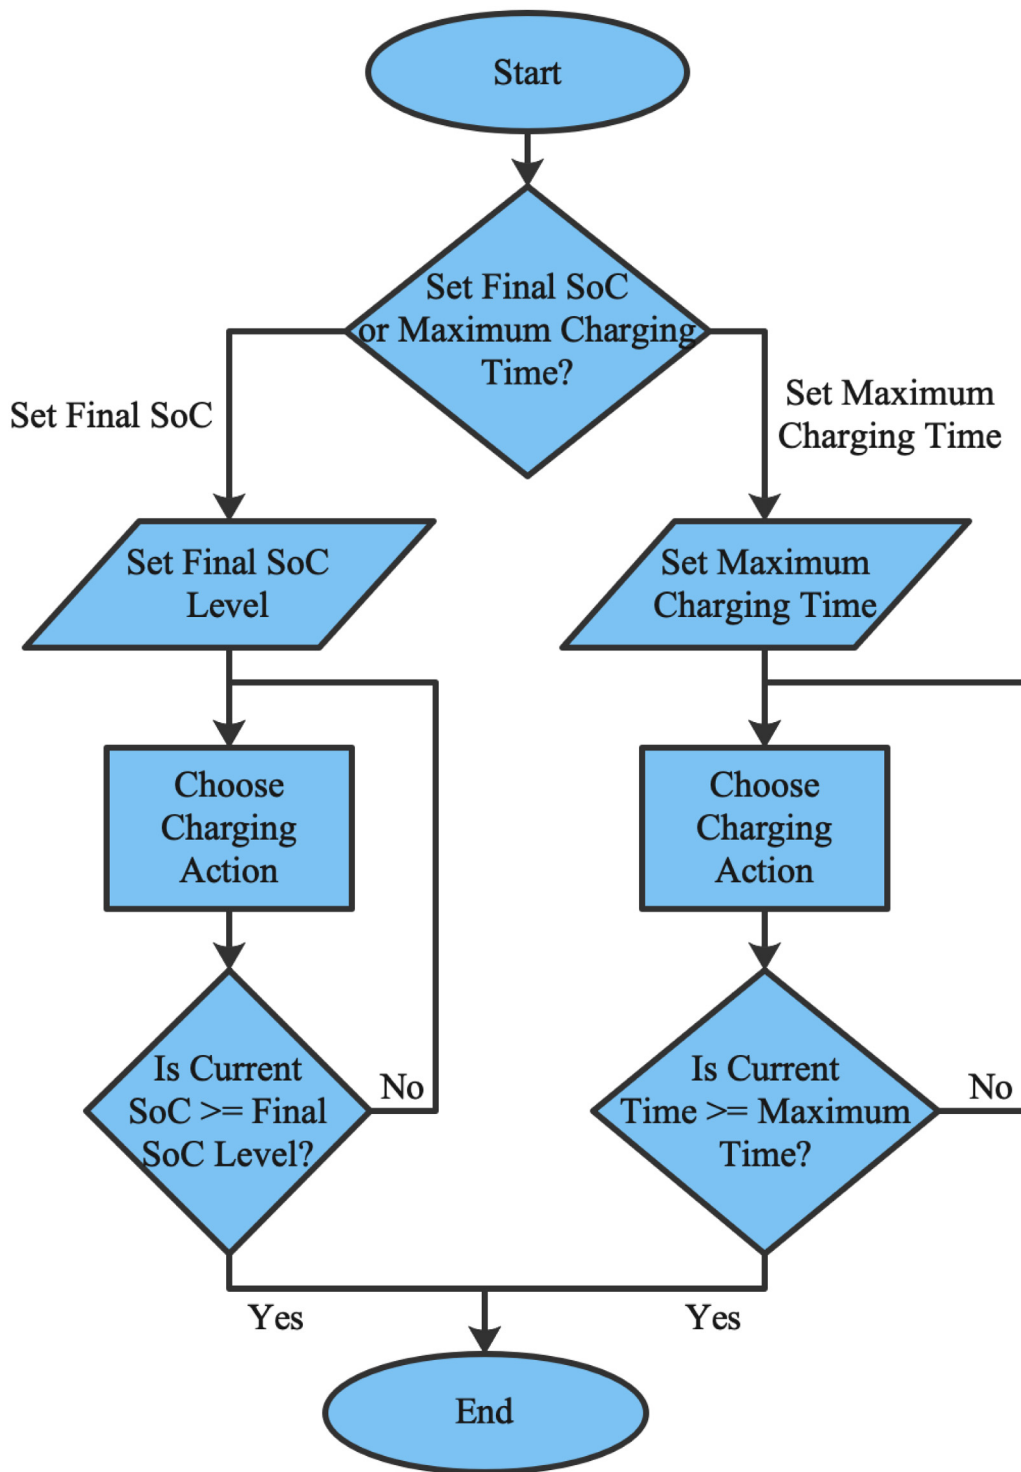 Start
Set Final SoC
or Maximum Charging
Time?
Set Final SoC
Set Maximum
Charging Time
Set Final SoC
Level
Set Maximum
Charging Time
Choose
Charging
Action
Choose
Charging
Action
Is Current
SoC >= Final
SoC Level?
No
Is Current
Time >= Maximum
Time?
No
Yes
Yes
End